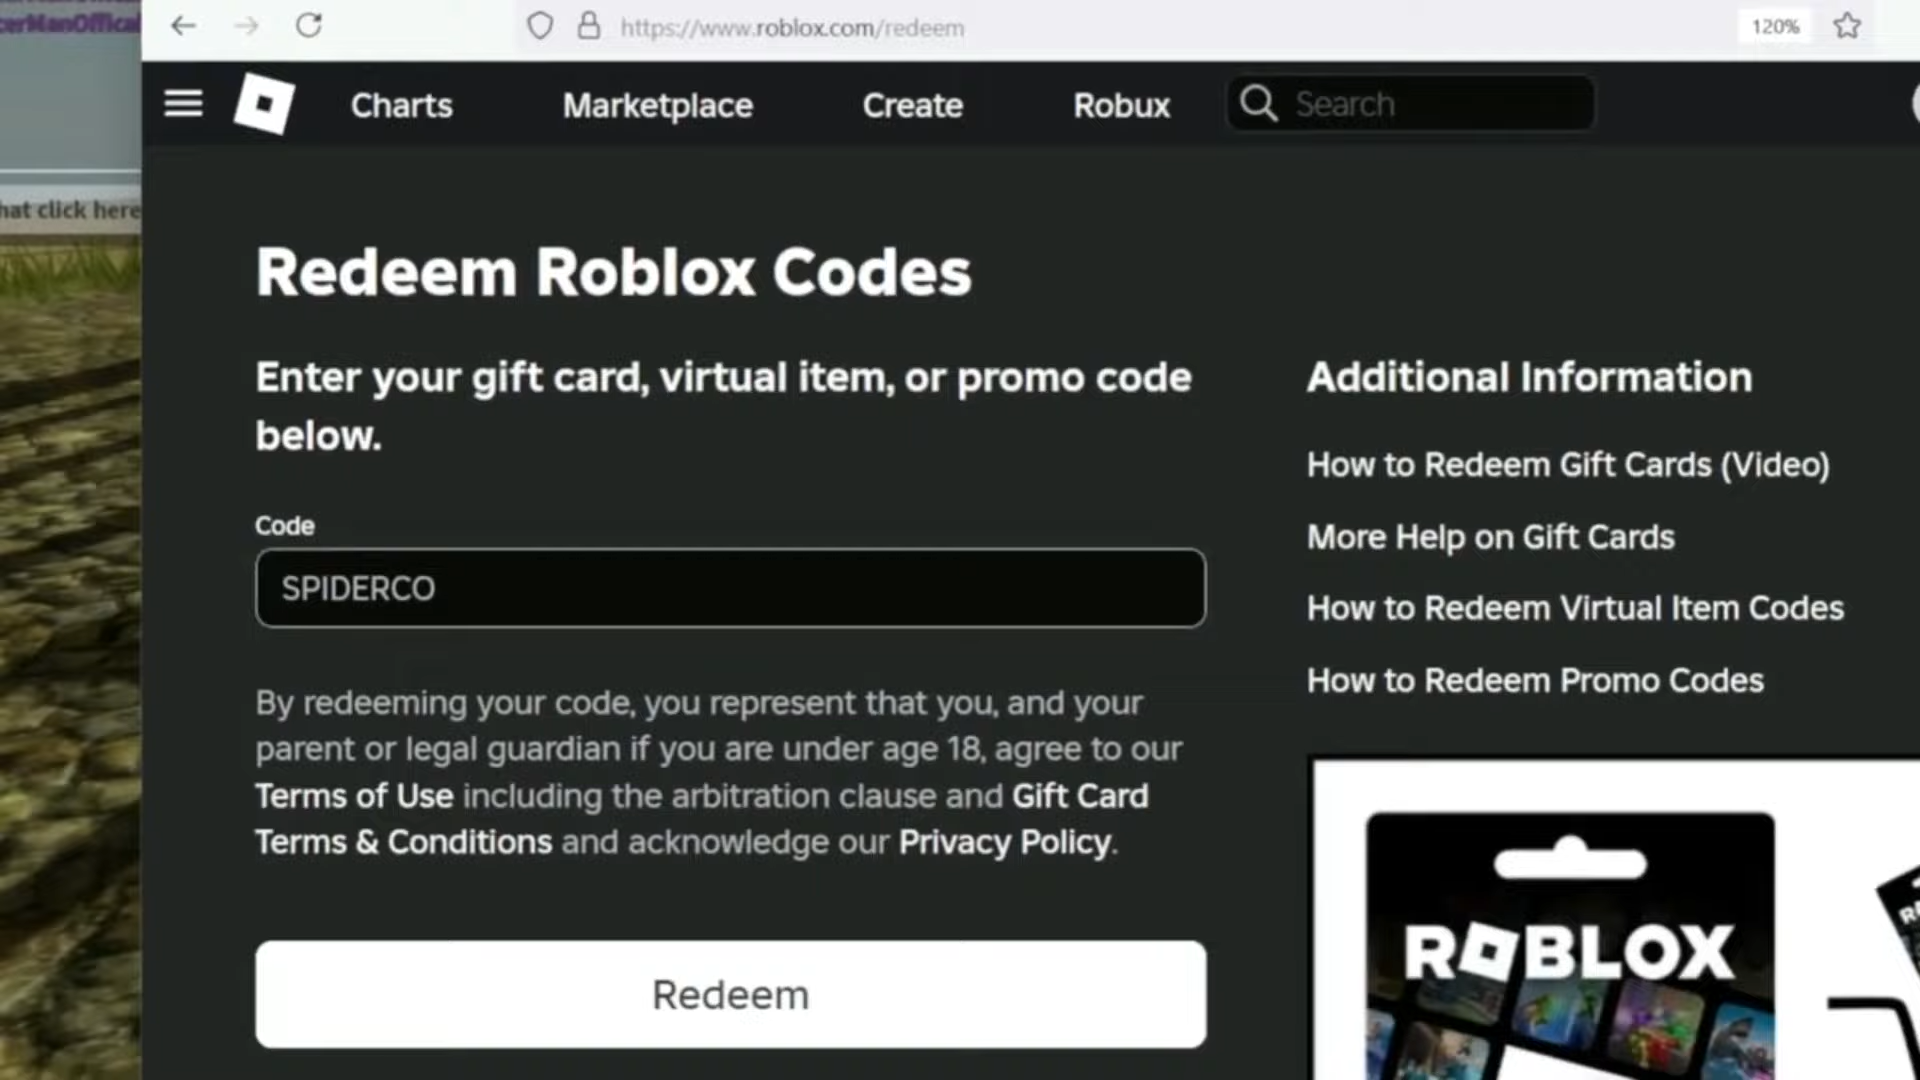 https://www.roblox.com/redeem
120%
Charts
Marketplace
Create
Robux
Search
hat click here
Redeem Roblox Codes
Enter your gift card, virtual item, or promo code
below.
Code
SPIDERCO
By redeeming your code, you represent that you, and your
parent or legal guardian if you are under age 18, agree to our
Terms of Use including the arbitration clause and Gift Card
Terms & Conditions and acknowledge our Privacy Policy.
Redeem
Additional Information
How to Redeem Gift Cards (Video)
More Help on Gift Cards
How to Redeem Virtual Item Codes
How to Redeem Promo Codes
ROBLOX